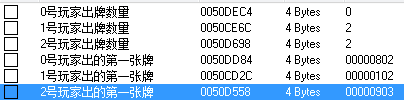 0号玩家出牌数量 0050DEC4 4 Bytes 0
1号玩家出牌数量 0050CE6C 4 Bytes 2
2号玩家出牌数量 0050D698 4 Bytes 2
0号玩家出的第一张牌 0050DD84 4 Bytes 00000802
1号玩家出的第一张牌 0050CD2C 4 Bytes 00000102
2号玩家出的第一张牌 0050D558 4 Bytes 00000903